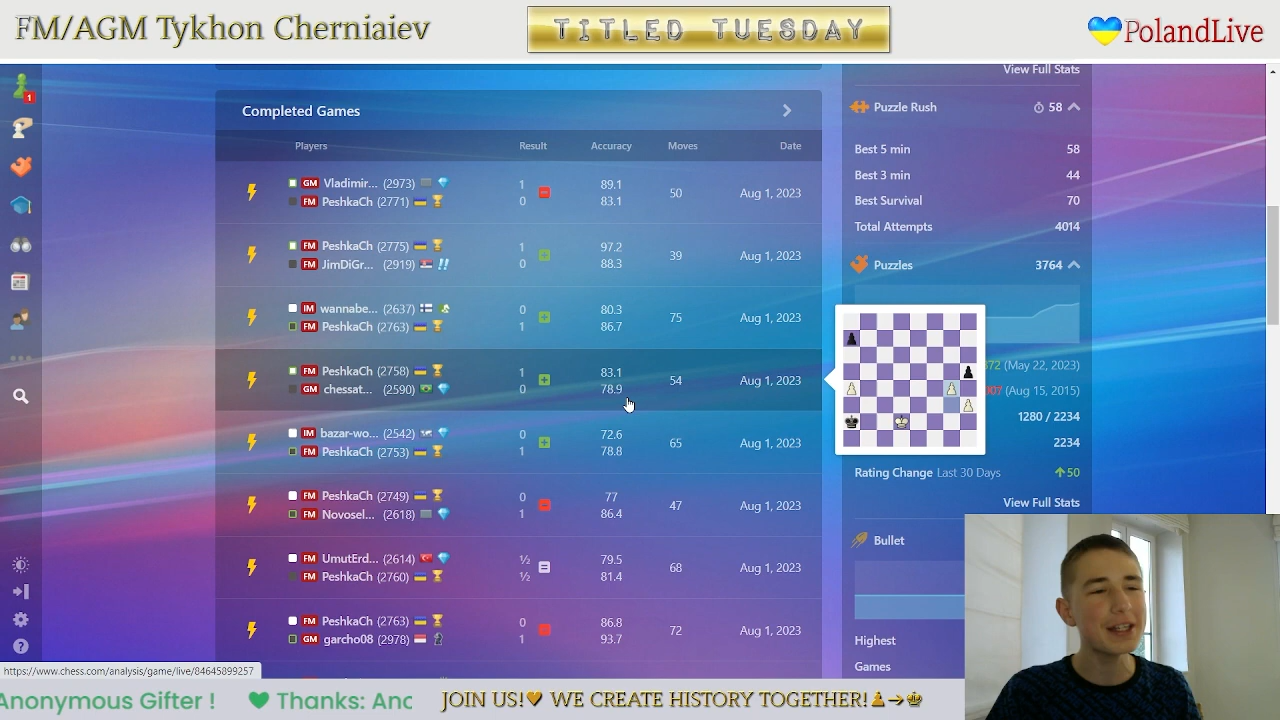 FM/AGM Tykhon Cherniaiev
TITLED TUESDAY
PolandLive
1
Completed Games
Players Result Accuracy Moves Date
GM Vladimir... (2973) 1 89.1 50 Aug 1, 2023
FM PeshkaCh (2771) 0 83.1
FM PeshkaCh (2775) 1 97.2 39 Aug 1, 2023
FM JimDiGr... (2919) 0 88.3
IM wannabe... (2637) 0 80.3 75 Aug 1, 2023
FM PeshkaCh (2763) 1 86.7
FM PeshkaCh (2758) 1 83.1 54 Aug 1, 2023
GM chessat... (2590) 0 78.9
IM bazar-wo... (2542) 0 72.6 65 Aug 1, 2023
FM PeshkaCh (2753) 1 78.8
FM PeshkaCh (2749) 0 77 47 Aug 1, 2023
FM Novosel... (2618) 1 86.4
FM UmutErd... (2614) ½ 79.5 68 Aug 1, 2023
FM PeshkaCh (2760) ½ 81.4
FM PeshkaCh (2763) 0 86.8 72 Aug 1, 2023
GM garcho08 (2978) 1 93.7
View Full Stats
Puzzle Rush 58
Best 5 min 58
Best 3 min 44
Best Survival 70
Total Attempts 4014
Puzzles 3764
(May 22, 2023)
(Aug 15, 2015)
1280 / 2234
2234
Rating Change Last 30 Days 50
View Full Stats
Bullet
Highest
Games
https://www.chess.com/analysis/game/live/84645899257
Anonymous Gifter ! Thanks: Anc
JOIN US! WE CREATE HISTORY TOGETHER!